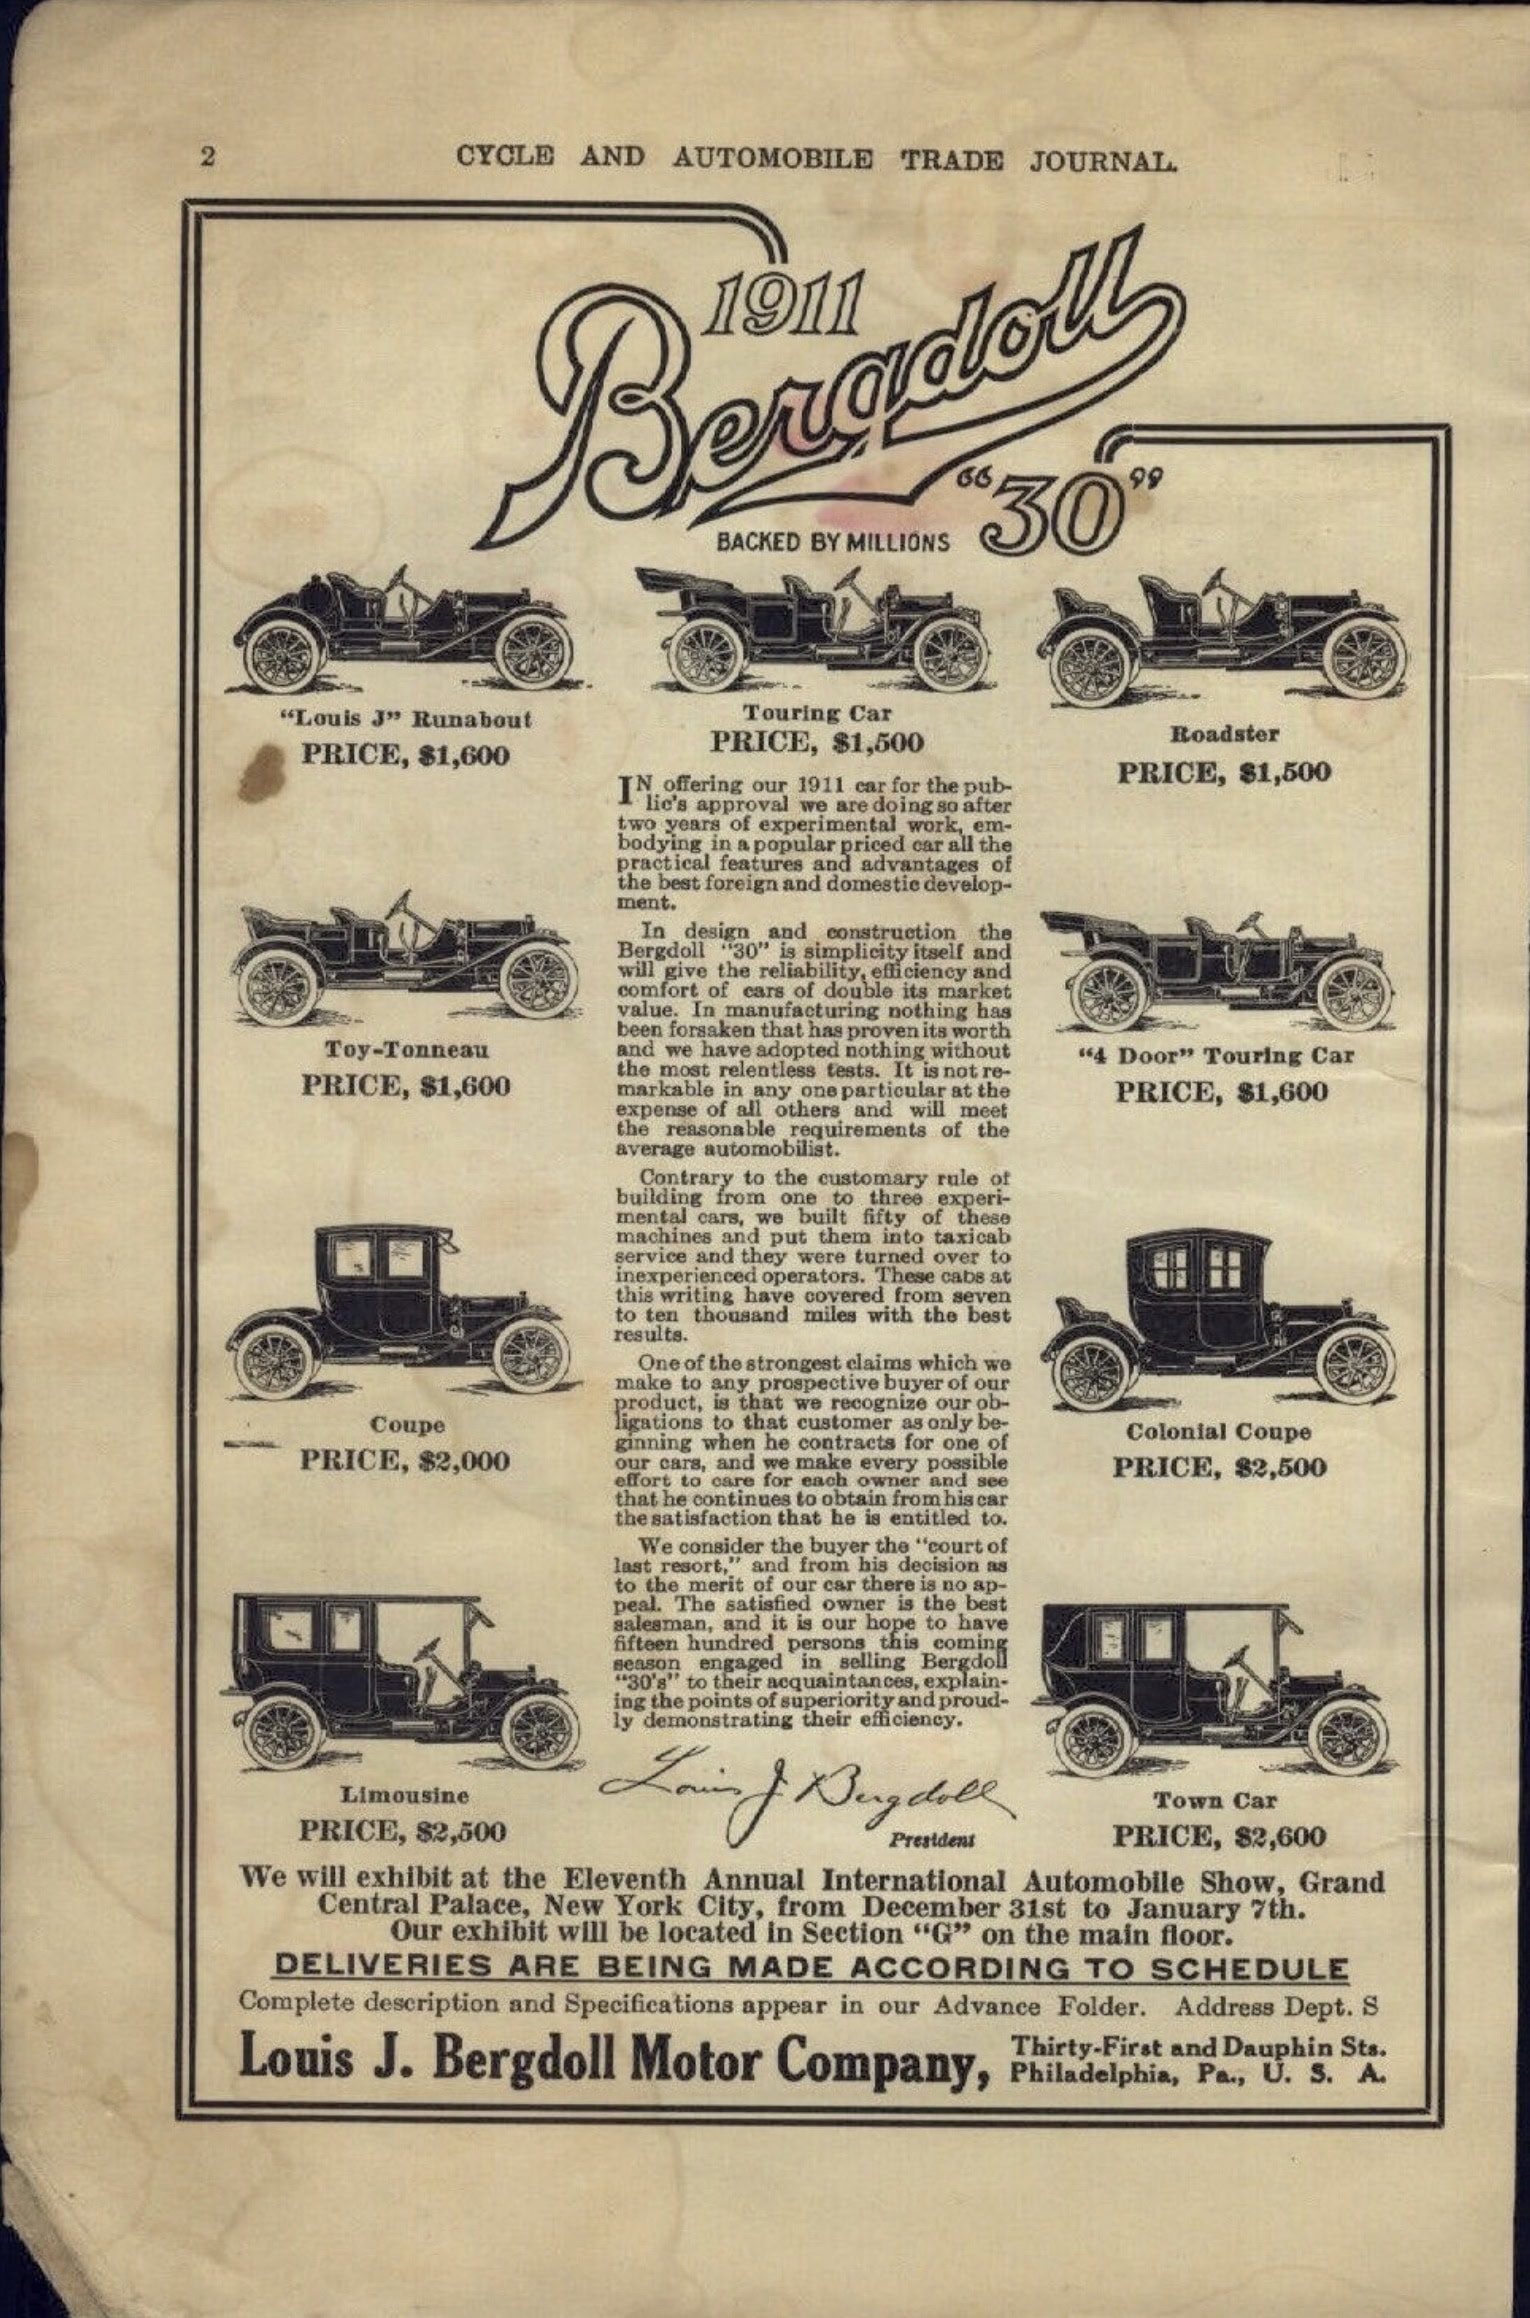 2
CYCLE AND AUTOMOBILE TRADE JOURNAL.
1911
Bergdoll
"30"
BACKED BY MILLIONS
"Louis J" Runabout
PRICE, $1,600
Touring Car
PRICE, $1,500
Roadster
PRICE, $1,500
Toy-Tonneau
PRICE, $1,600
"4 Door" Touring Car
PRICE, $1,600
Coupe
PRICE, $2,000
Colonial Coupe
PRICE, $2,500
Limousine
PRICE, $2,500
Town Car
PRICE, $2,600
IN offering our 1911 car for the pub-
lic's approval we are doing so after
two years of experimental work, em-
bodying in a popular priced car all the
practical features and advantages of
the best foreign and domestic develop-
ment.
In design and construction the
Bergdoll "30" is simplicity itself and
will give the reliability, efficiency and
comfort of cars of double its market
value. In manufacturing nothing has
been forsaken that has proven its worth
and we have adopted nothing without
the most relentless tests. It is not re-
markable in any one particular at the
expense of all others and will meet
the reasonable requirements of the
average automobilist.
Contrary to the customary rule of
building from one to three experi-
mental cars, we built fifty of these
machines and put them into taxicab
service and they were turned over to
inexperienced operators. These cabs at
this writing have covered from seven
to ten thousand miles with the best
results.
One of the strongest claims which we
make to any prospective buyer of our
product, is that we recognize our ob-
ligations to that customer as only be-
ginning when he contracts for one of
our cars, and we make every possible
effort to care for each owner and see
that he continues to obtain from his car
the satisfaction that he is entitled to.
We consider the buyer the "court of
last resort," and from his decision as
to the merit of our car there is no ap-
peal. The satisfied owner is the best
salesman, and it is our hope to have
fifteen hundred persons this coming
season engaged in selling Bergdoll
"30's" to their acquaintances, explain-
ing the points of superiority and proud-
ly demonstrating their efficiency.
Louis J. Bergdoll
President
We will exhibit at the Eleventh Annual International Automobile Show, Grand
Central Palace, New York City, from December 31st to January 7th.
Our exhibit will be located in Section "G" on the main floor.
DELIVERIES ARE BEING MADE ACCORDING TO SCHEDULE
Complete description and Specifications appear in our Advance Folder. Address Dept. S
Louis J. Bergdoll Motor Company,
Thirty-First and Dauphin Sts.
Philadelphia, Pa., U. S. A.